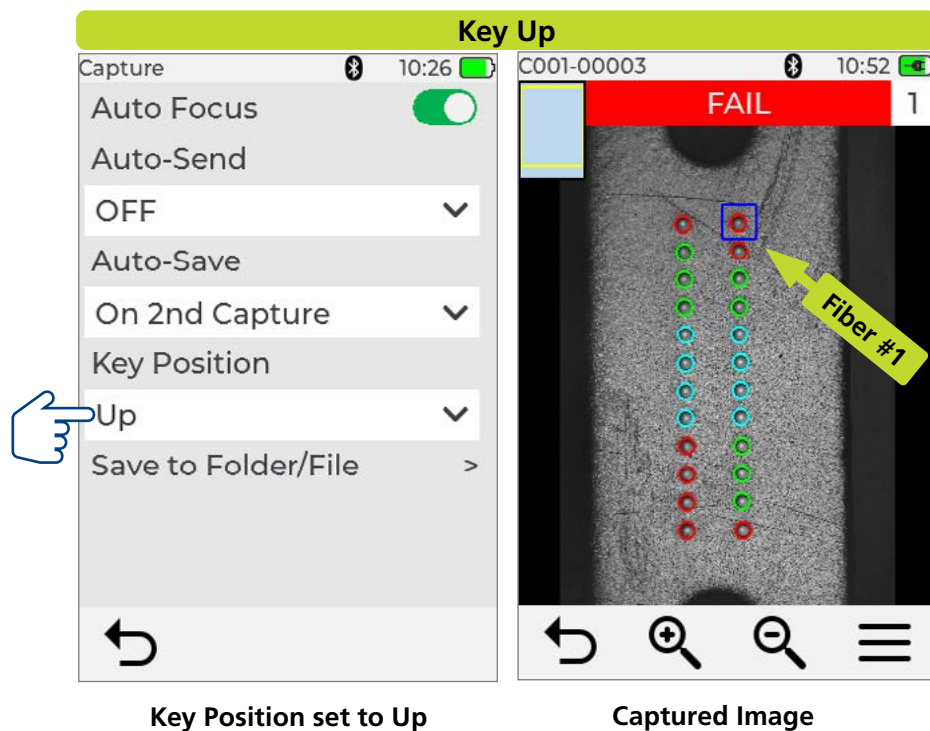 Key Up
Capture 10:26
Auto Focus
Auto-Send
OFF
Auto-Save
On 2nd Capture
Key Position
Up
Save to Folder/File >
C001-00003 10:52
FAIL 1
Fiber #1
Key Position set to Up
Captured Image